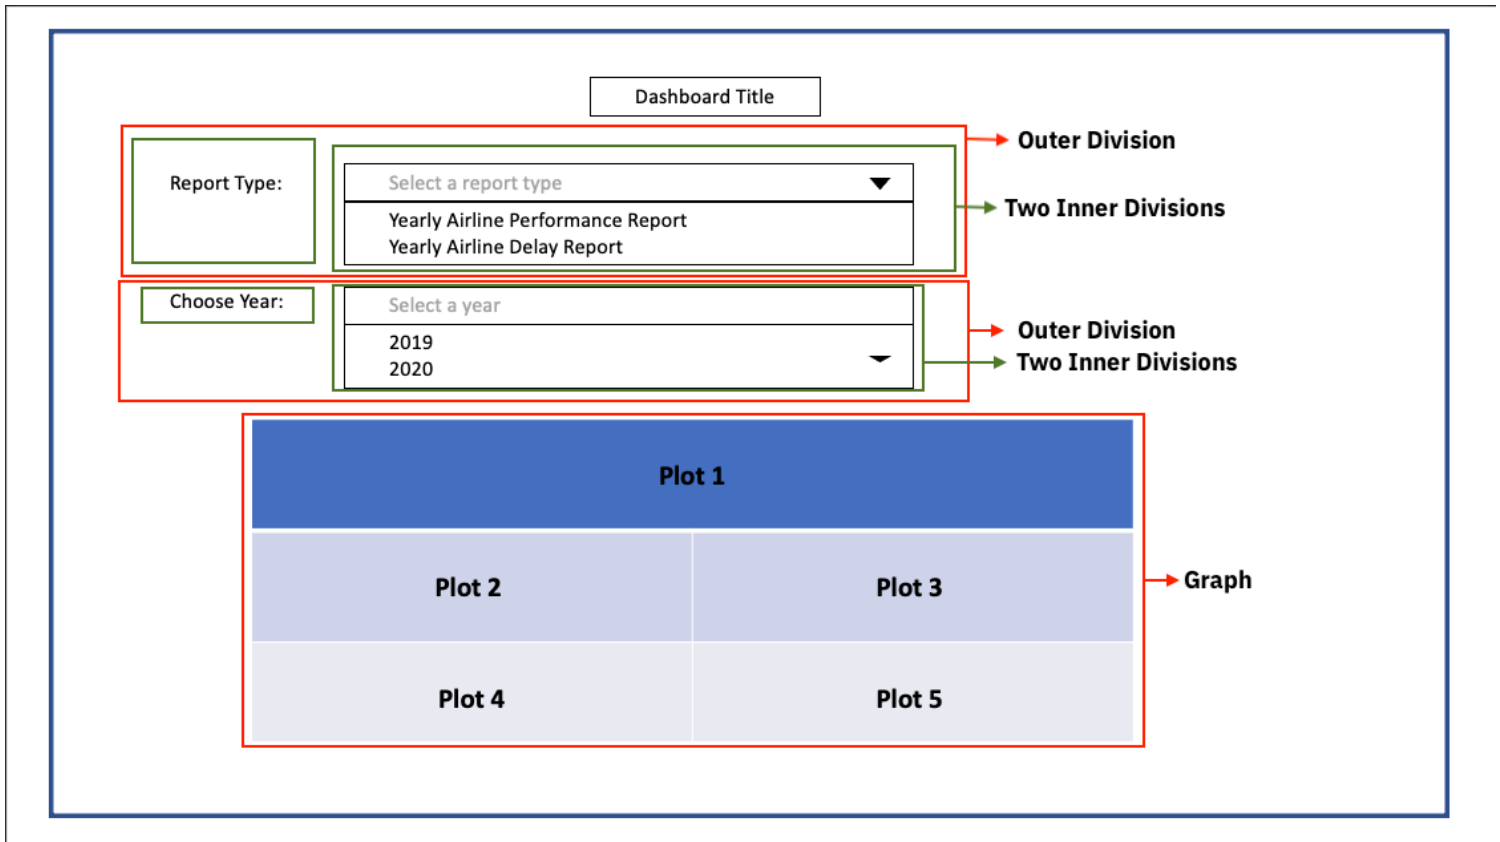 Dashboard Title
Outer Division
Report Type:
Select a report type
Two Inner Divisions
Yearly Airline Performance Report
Yearly Airline Delay Report
Choose Year:
Select a year
Outer Division
2019
2020
Two Inner Divisions
Plot 1
Plot 2
Plot 3
Graph
Plot 4
Plot 5